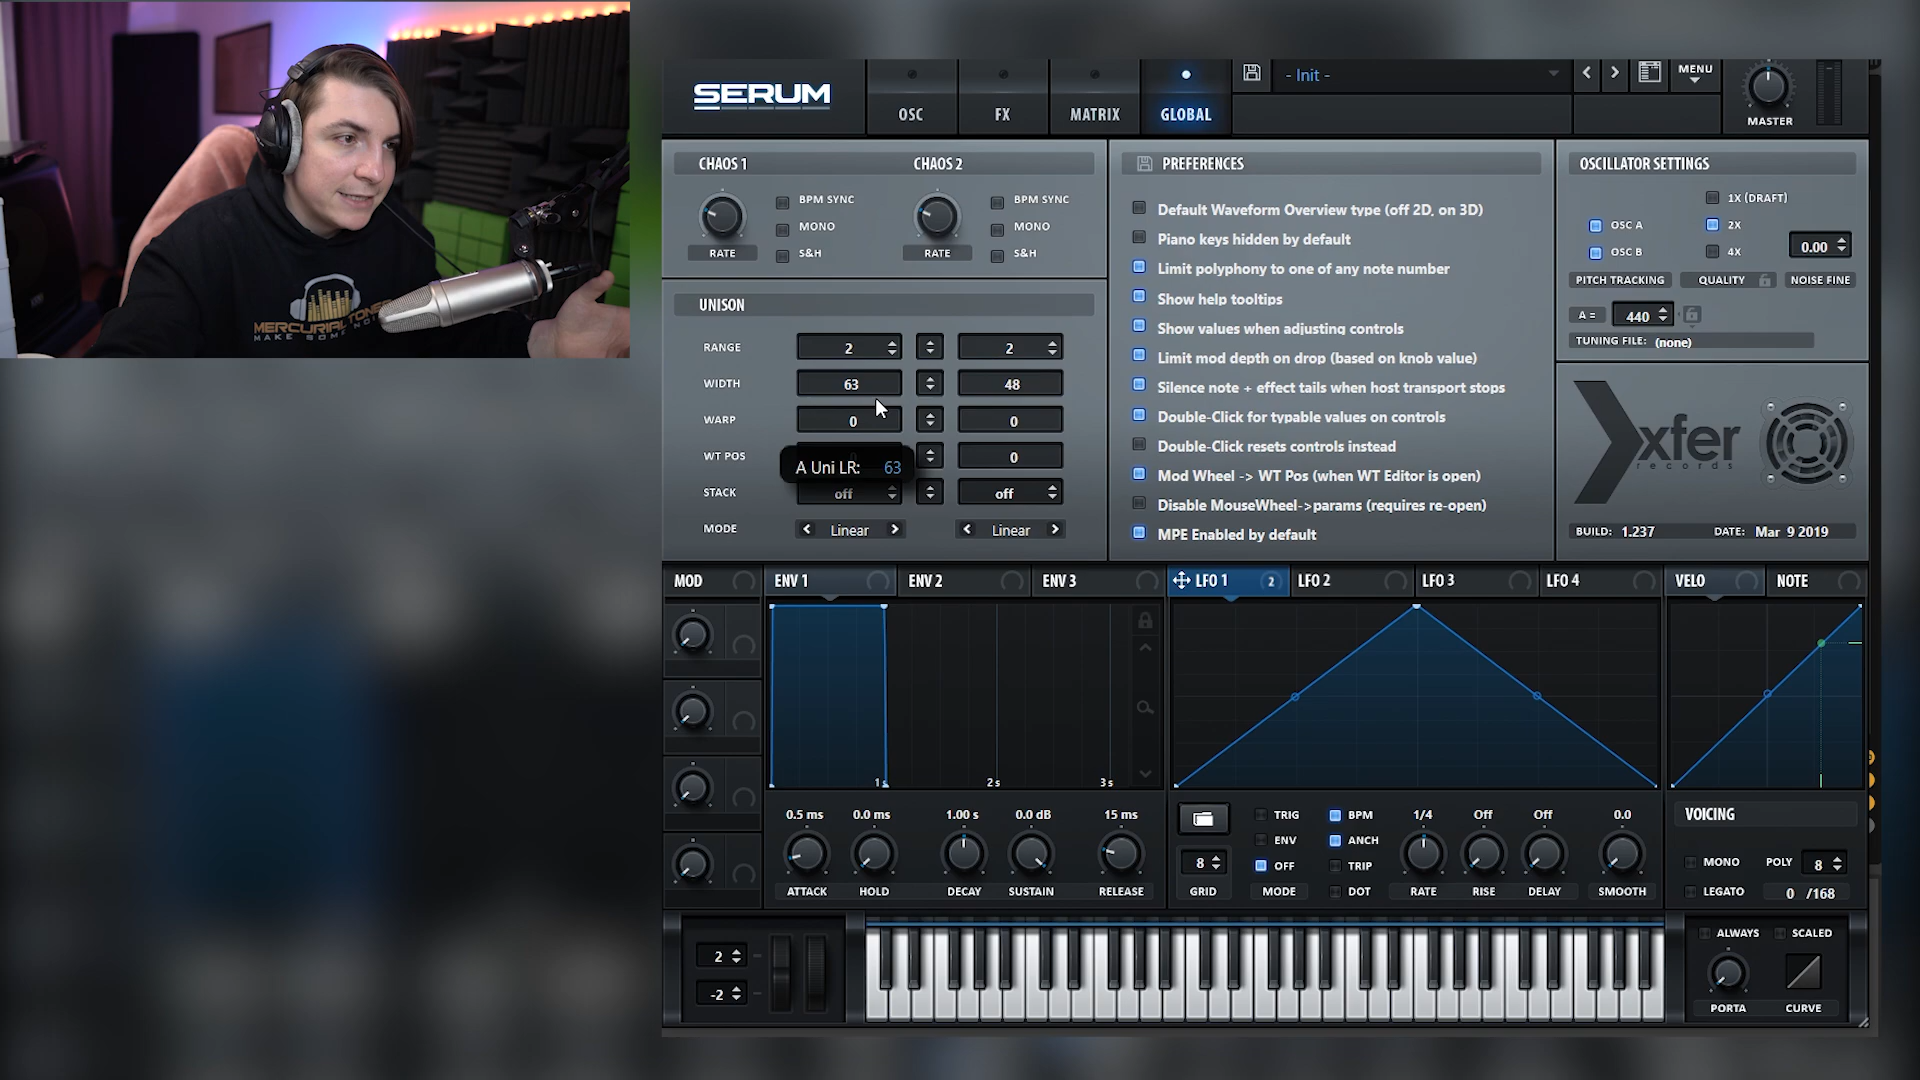 MERCURIAL TONES
MAKE SOME NOISE
SERUM
OSC
FX
MATRIX
GLOBAL
- Init -
MENU
MASTER
CHAOS 1
CHAOS 2
BPM SYNC
BPM SYNC
MONO
MONO
S&H
S&H
RATE
RATE
UNISON
RANGE 2 2
WIDTH 63 48
WARP 0 0
WT POS 0
A Uni LR: 63
STACK off off
MODE Linear Linear
PREFERENCES
Default Waveform Overview type (off 2D, on 3D)
Piano keys hidden by default
Limit polyphony to one of any note number
Show help tooltips
Show values when adjusting controls
Limit mod depth on drop (based on knob value)
Silence note + effect tails when host transport stops
Double-Click for typable values on controls
Double-Click resets controls instead
Mod Wheel -> WT Pos (when WT Editor is open)
Disable MouseWheel->params (requires re-open)
MPE Enabled by default
OSCILLATOR SETTINGS
1X (DRAFT)
OSC A 2X
0.00
OSC B 4X
PITCH TRACKING QUALITY NOISE FINE
A = 440
TUNING FILE: (none)
xfer
records
BUILD: 1.237 DATE: Mar 9 2019
MOD
ENV 1
ENV 2
ENV 3
LFO 1 2
LFO 2
LFO 3
LFO 4
VELO
NOTE
1s
2s
3s
0.5 ms 0.0 ms 1.00 s 0.0 dB 15 ms
ATTACK HOLD DECAY SUSTAIN RELEASE
TRIG BPM 1/4 Off Off 0.0
ENV ANCH
8 OFF TRIP
GRID MODE DOT RATE RISE DELAY SMOOTH
VOICING
MONO POLY 8
LEGATO 0 /168
2
-2
ALWAYS SCALED
PORTA CURVE